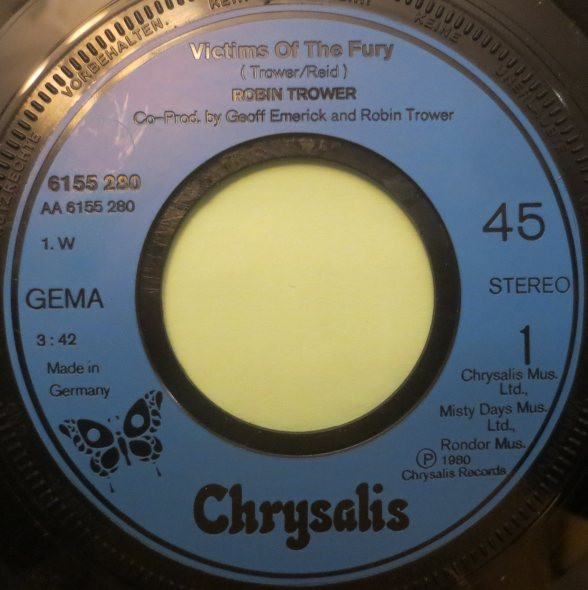 VORBEHALTEN.
KEINE
Victims Of The Fury
( Trower/Reid )
ROBIN TROWER
Co-Prod. by Geoff Emerick and Robin Trower
6155 280
AA 6155 280
1. W
GEMA
3 : 42
Made in
Germany
45
STEREO
1
Chrysalis Mus.
Ltd.,
Misty Days Mus.
Ltd.,
Rondor Mus.
Ⓟ 1980
Chrysalis Records
Chrysalis